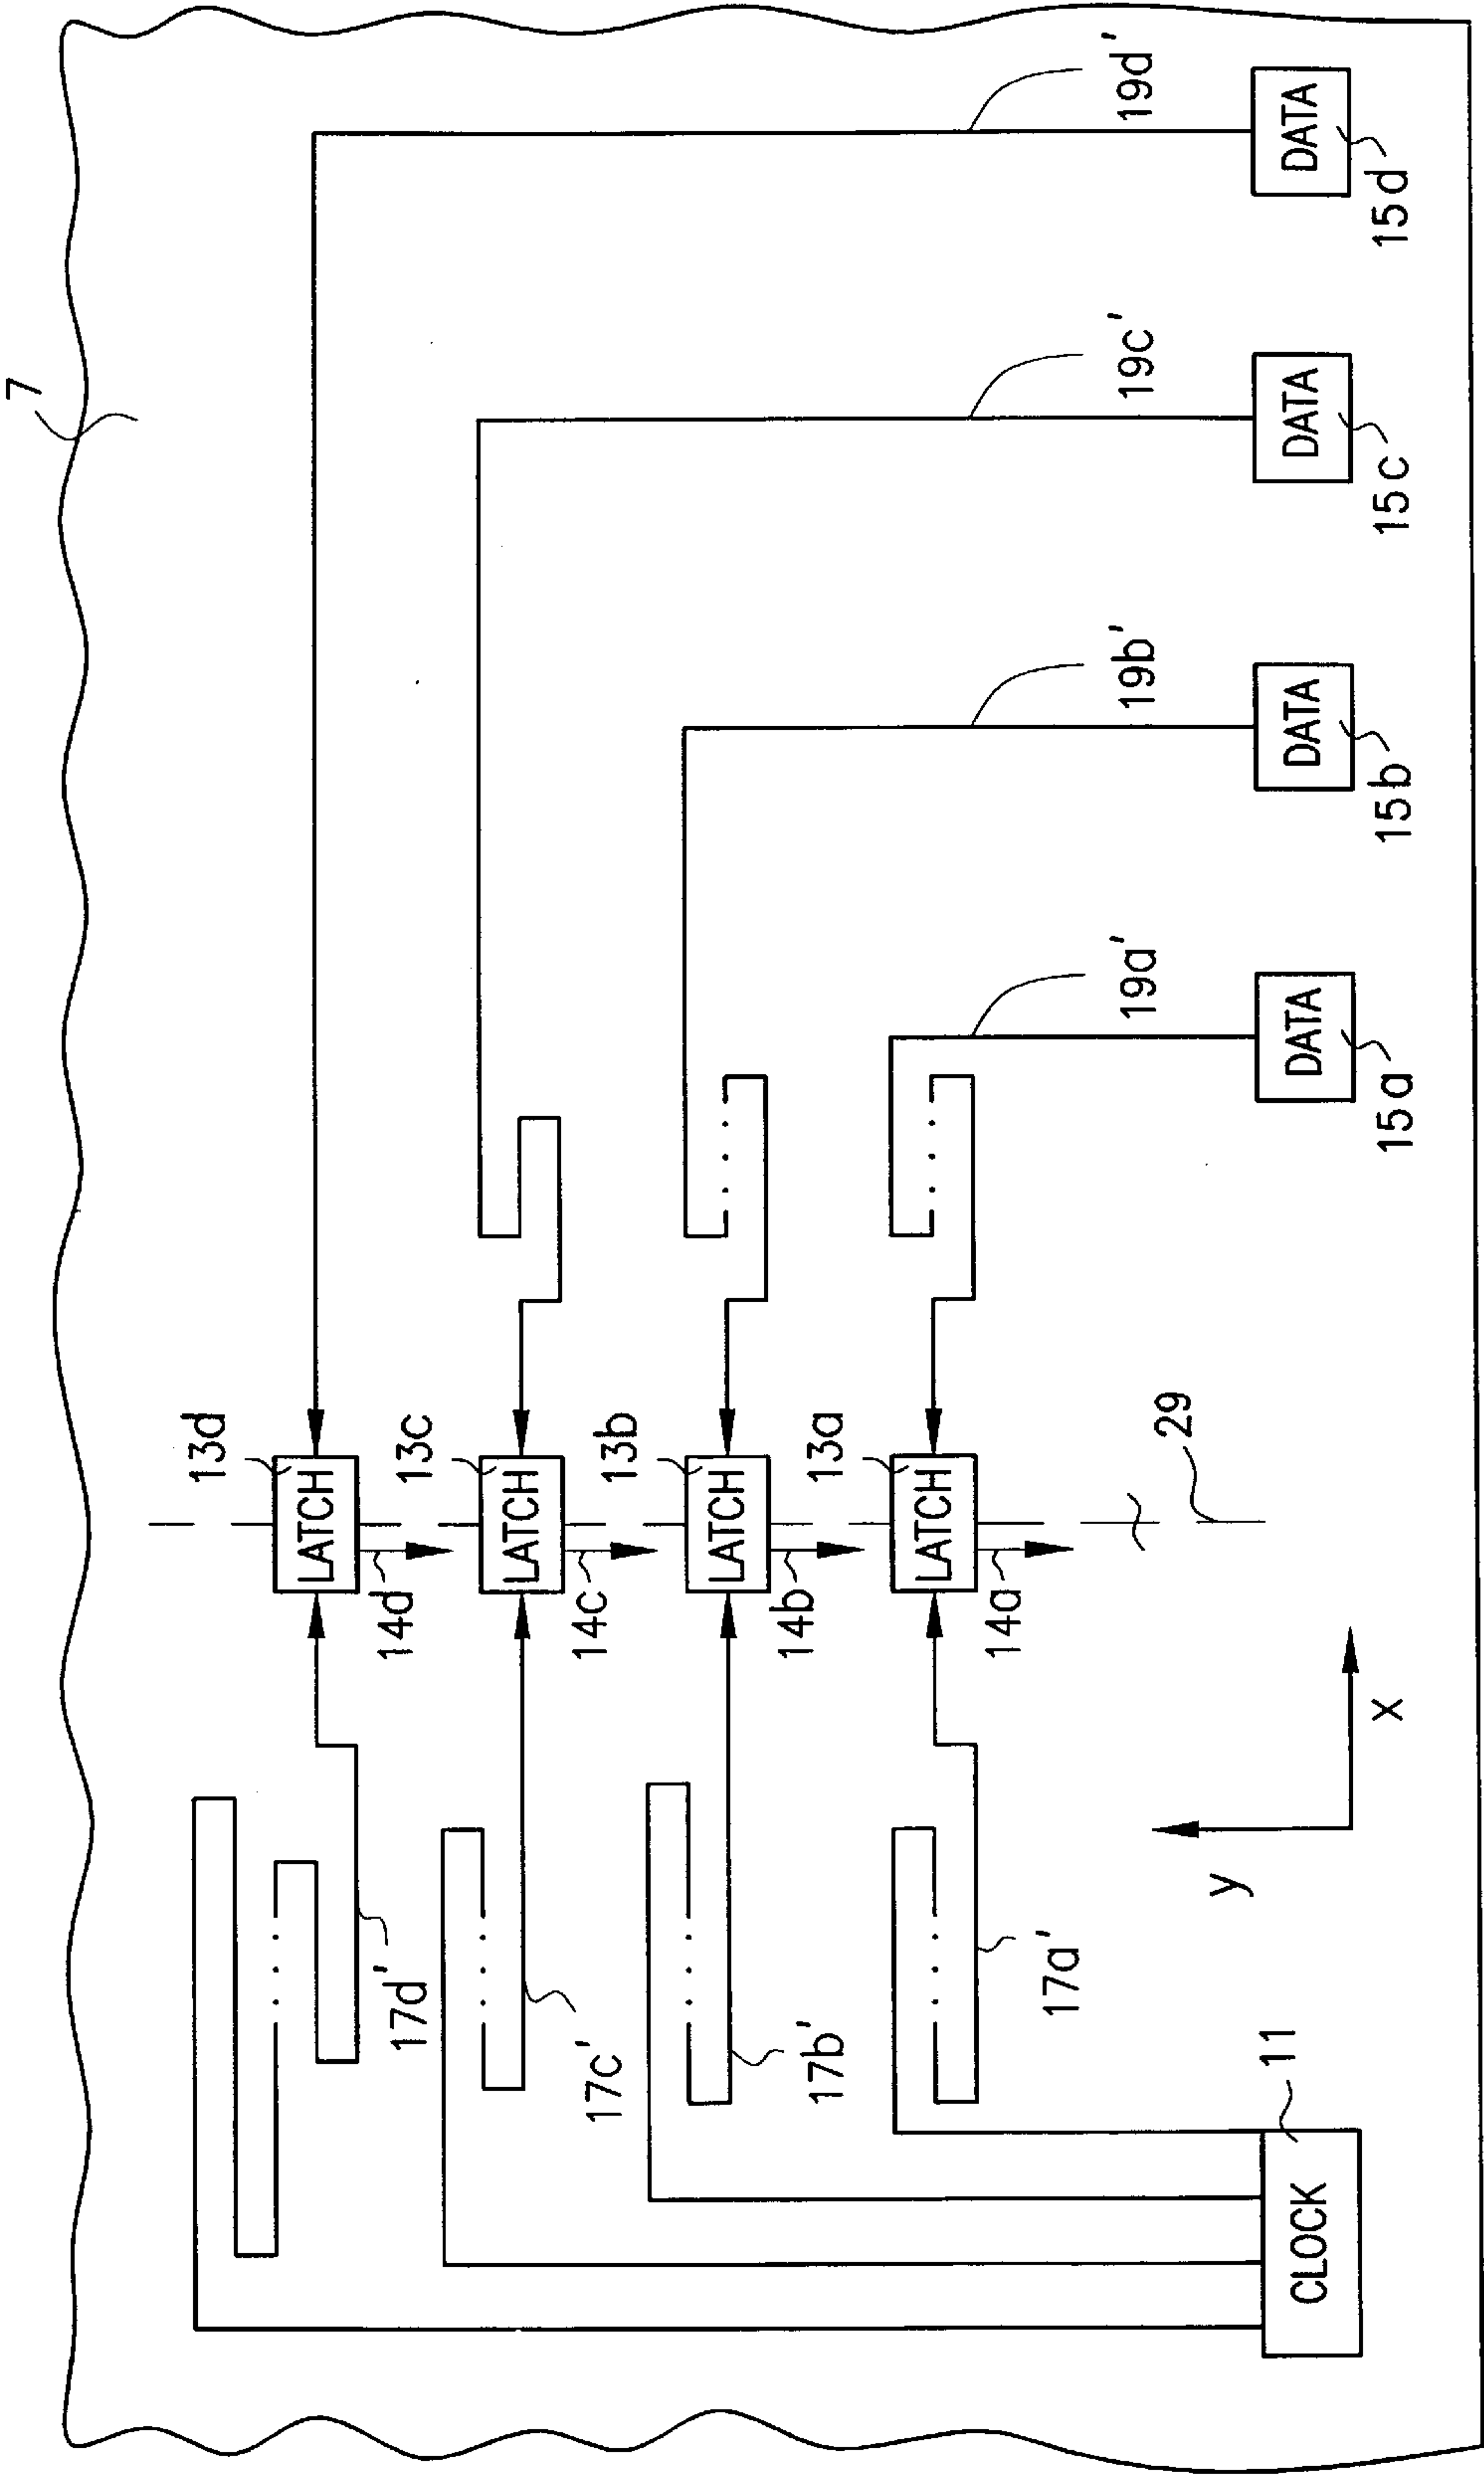 7
13d
LATCH
14d
17d'
13c
LATCH
14c
17c'
13b
LATCH
14b
17b'
13a
LATCH
14a
17a'
29
19a'
19b'
19c'
19d'
y
x
11
CLOCK
DATA
15a
DATA
15b
DATA
15c
DATA
15d